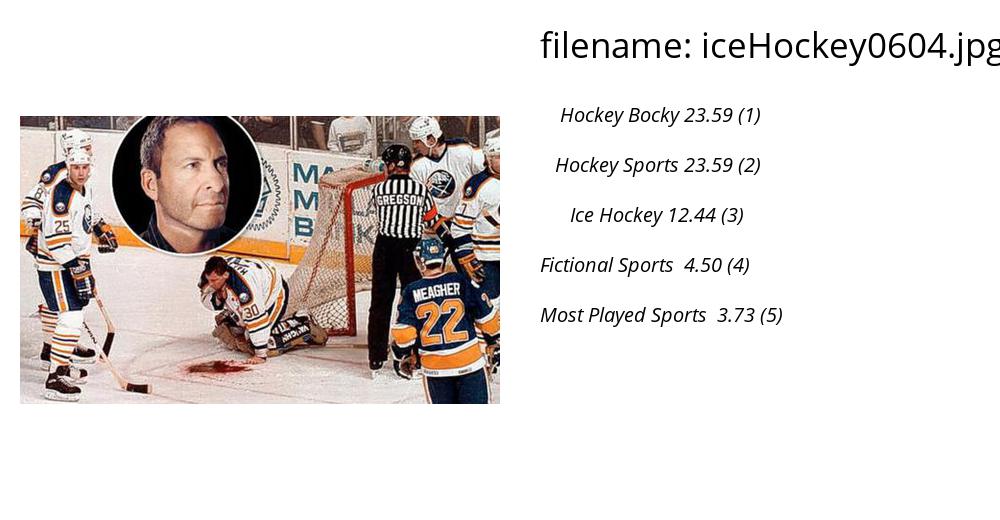 filename: iceHockey0604.jpg
Hockey Bocky 23.59 (1)
Hockey Sports 23.59 (2)
Ice Hockey 12.44 (3)
Fictional Sports 4.50 (4)
Most Played Sports 3.73 (5)
25
GREGSON
30
VAUGHN
MEAGHER
22